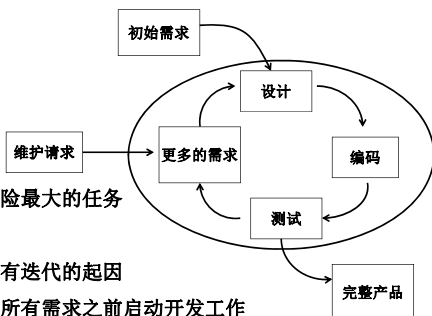 初始需求
设计
维护请求
更多的需求
编码
险最大的任务
测试
有迭代的起因
完整产品
所有需求之前启动开发工作